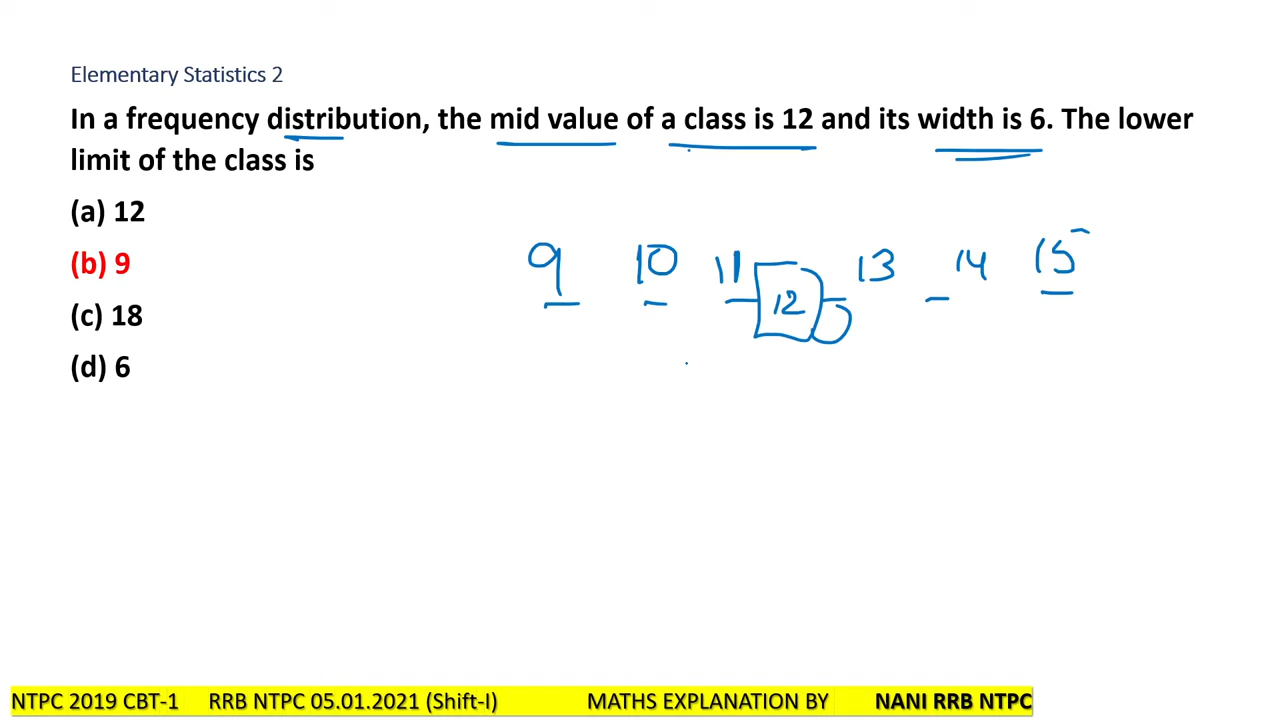 Elementary Statistics 2
In a frequency distribution, the mid value of a class is 12 and its width is 6. The lower
limit of the class is
(a) 12
(b) 9
(c) 18
(d) 6
9 10 11 12 13 14 15
NTPC 2019 CBT-1 RRB NTPC 05.01.2021 (Shift-I) MATHS EXPLANATION BY NANI RRB NTPC